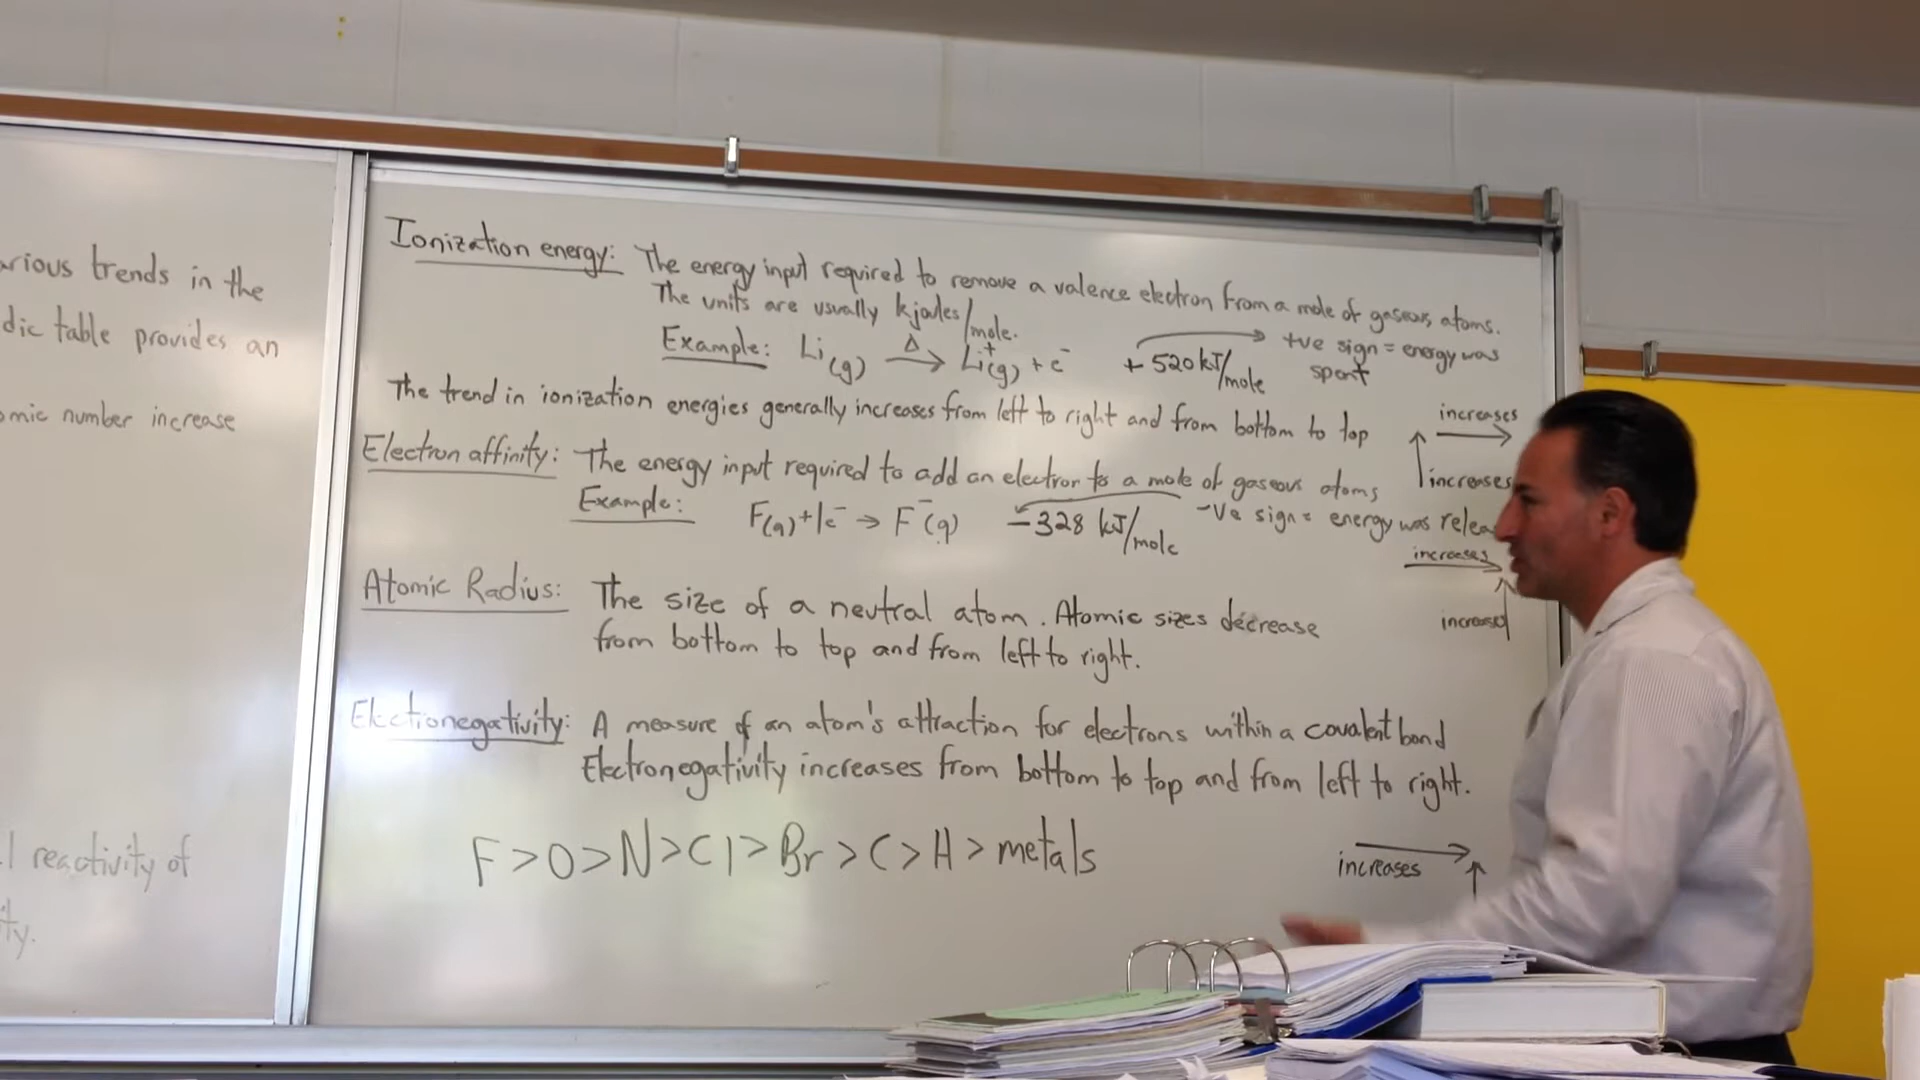 arious trends in the
dic table provides an
omic number increase
l reactivity of
ity.
Ionization energy: The energy input required to remove a valence electron from a mole of gaseous atoms.
The units are usually kjoules/mole.
Example: Li(g) Δ→ Li⁺(g) + e⁻ + 520 kJ/mole → +ve sign = energy was
spent
The trend in ionization energies generally increases from left to right and from bottom to top
increases →
↑ increases
Electron affinity: The energy input required to add an electron to a mole of gaseous atoms
Example: F(g) + 1e⁻ → F⁻(g) -328 kJ/mole -ve sign = energy was relea
increases →
increases ↑
Atomic Radius: The size of a neutral atom. Atomic sizes decrease
from bottom to top and from left to right.
Electronegativity: A measure of an atom's attraction for electrons within a covalent bond
Electronegativity increases from bottom to top and from left to right.
F > O > N > Cl > Br > C > H > metals
increases → ↑